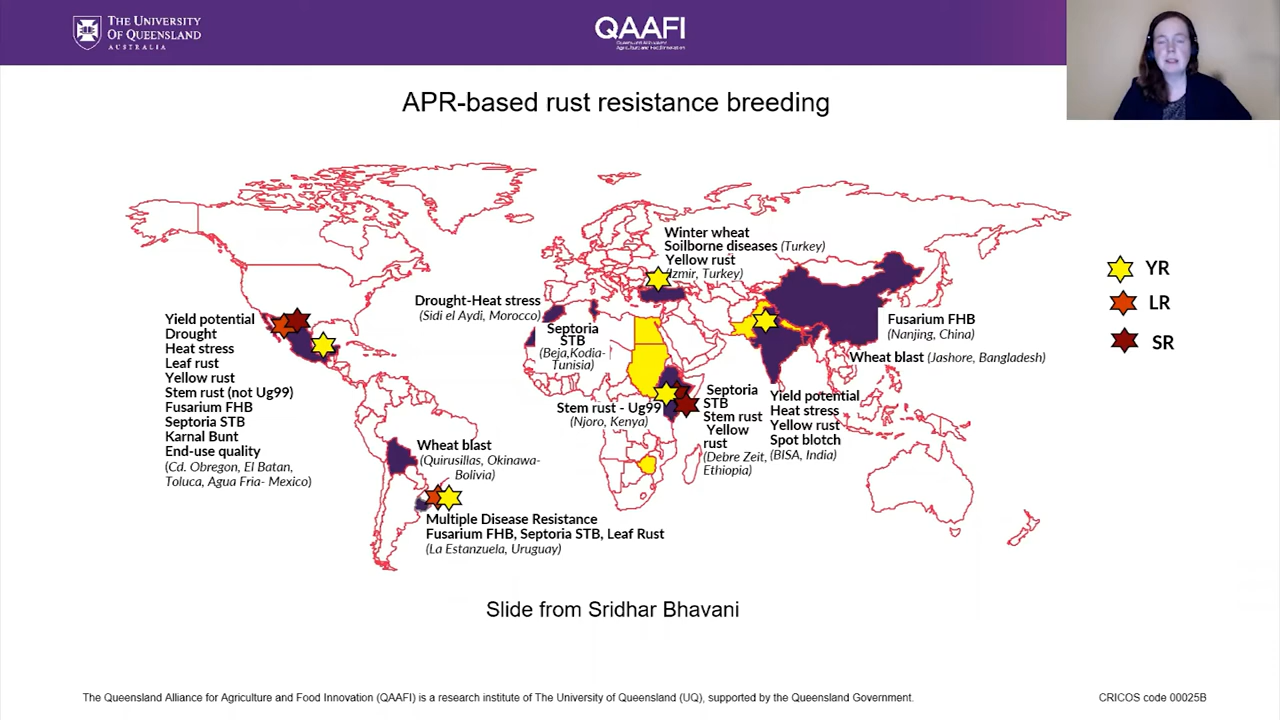 THE UNIVERSITY
OF QUEENSLAND
AUSTRALIA
QAAFI
Queensland Alliance for
Agriculture and Food Innovation
APR-based rust resistance breeding
Winter wheat
Soilborne diseases (Turkey)
Yellow rust
(Izmir, Turkey)
YR
LR
SR
Drought-Heat stress
(Sidi el Aydi, Morocco)
Septoria
STB
(Beja,Kodia-
Tunisia)
Yield potential
Drought
Heat stress
Leaf rust
Yellow rust
Stem rust (not Ug99)
Fusarium FHB
Septoria STB
Karnal Bunt
End-use quality
(Cd. Obregon, El Batan,
Toluca, Agua Fria- Mexico)
Fusarium FHB
(Nanjing, China)
Wheat blast (Jashore, Bangladesh)
Stem rust - Ug99
(Njoro, Kenya)
Septoria
STB
Stem rust
Yellow
rust
(Debre Zeit,
Ethiopia)
Yield potential
Heat stress
Yellow rust
Spot blotch
(BISA, India)
Wheat blast
(Quirusillas, Okinawa-
Bolivia)
Multiple Disease Resistance
Fusarium FHB, Septoria STB, Leaf Rust
(La Estanzuela, Uruguay)
Slide from Sridhar Bhavani
The Queensland Alliance for Agriculture and Food Innovation (QAAFI) is a research institute of The University of Queensland (UQ), supported by the Queensland Government.
CRICOS code 00025B